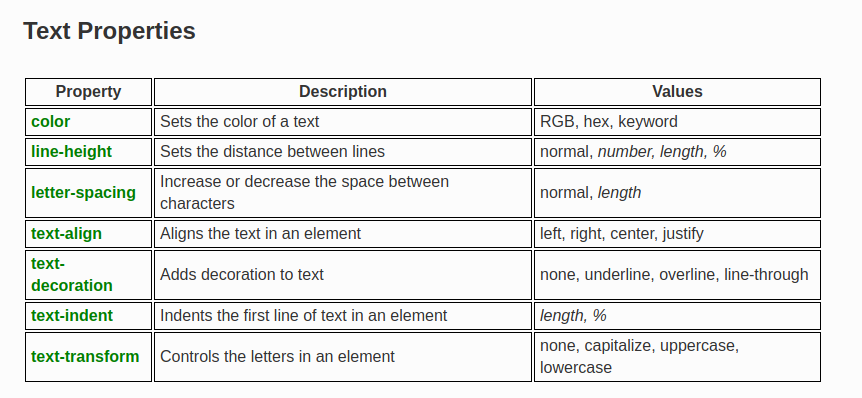 Text Properties
Property Description Values
color Sets the color of a text RGB, hex, keyword
line-height Sets the distance between lines normal, number, length, %
letter-spacing Increase or decrease the space between characters normal, length
text-align Aligns the text in an element left, right, center, justify
text-decoration Adds decoration to text none, underline, overline, line-through
text-indent Indents the first line of text in an element length, %
text-transform Controls the letters in an element none, capitalize, uppercase, lowercase